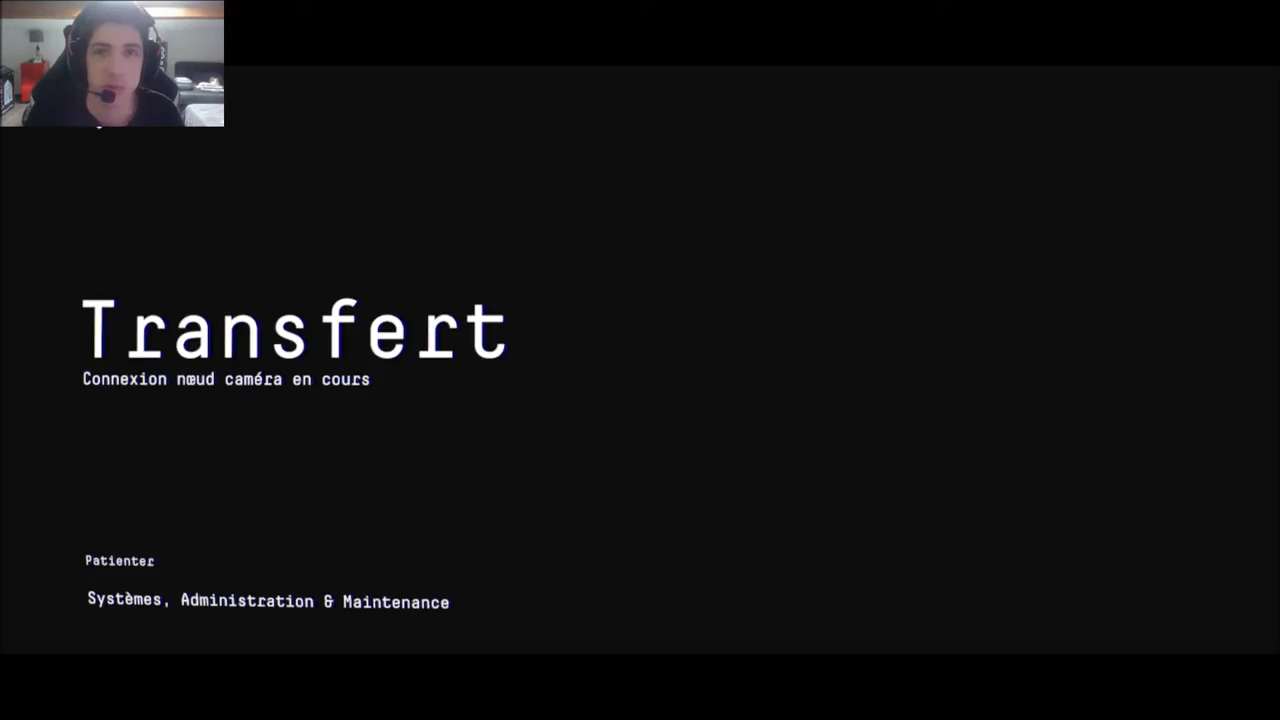 Transfert
Connexion nœud caméra en cours
Patienter
Systèmes, Administration & Maintenance